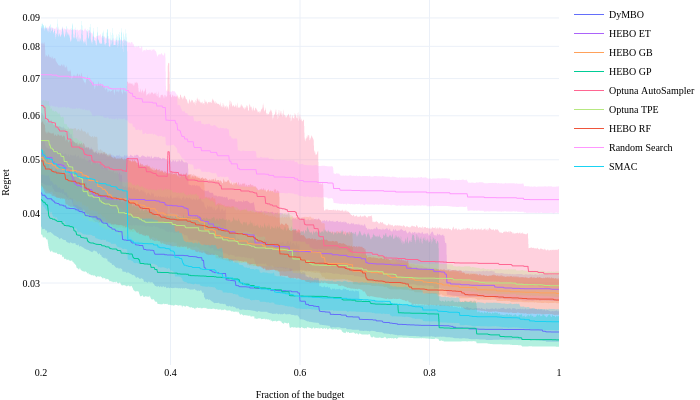 0.09
0.08
0.07
0.06
0.05
0.04
0.03
Regret
0.2
0.4
0.6
0.8
1
Fraction of the budget
DyMBO
HEBO ET
HEBO GB
HEBO GP
Optuna AutoSampler
Optuna TPE
HEBO RF
Random Search
SMAC